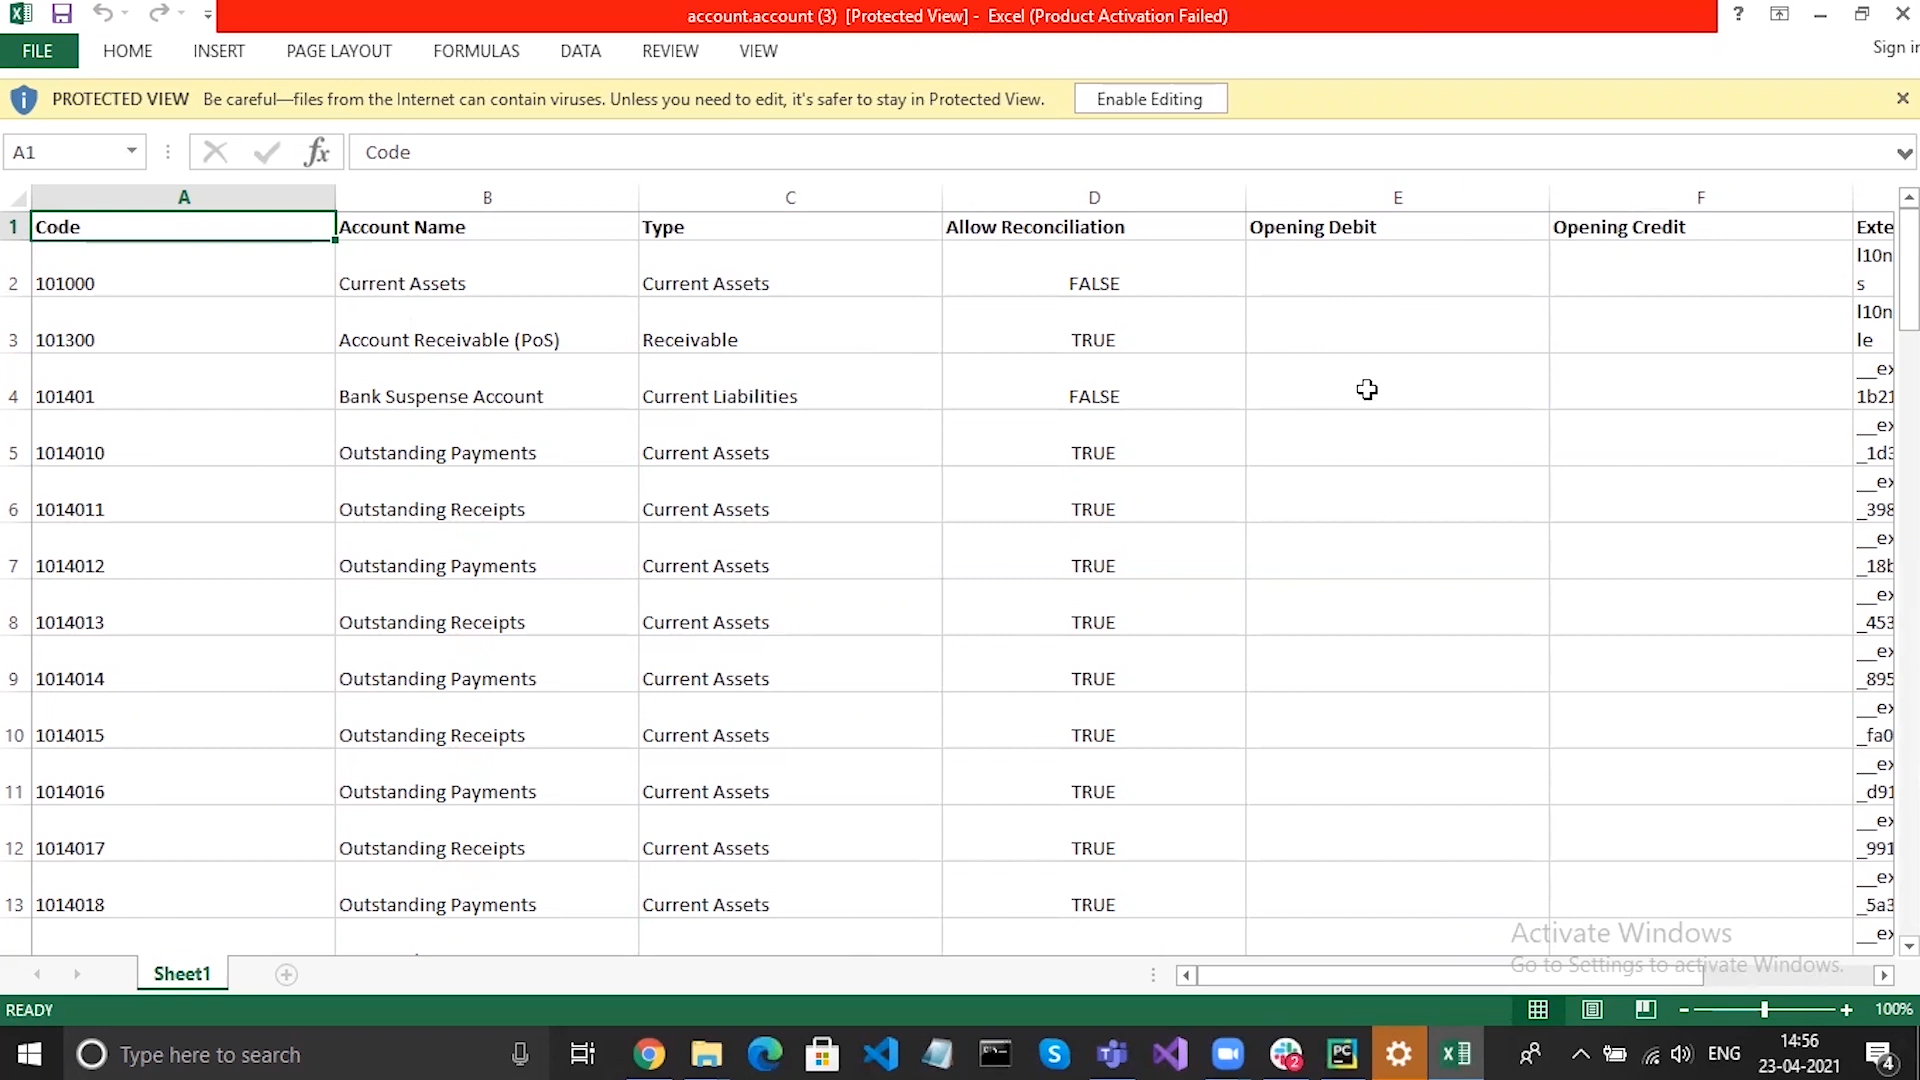 account.account (3) [Protected View] - Excel (Product Activation Failed)
?
FILE HOME INSERT PAGE LAYOUT FORMULAS DATA REVIEW VIEW
Sign in
PROTECTED VIEW Be careful—files from the Internet can contain viruses. Unless you need to edit, it's safer to stay in Protected View. Enable Editing
A1 fx Code
A B C D E F
1 Code Account Name Type Allow Reconciliation Opening Debit Opening Credit Exte
l10n
2 101000 Current Assets Current Assets FALSE s
l10n
3 101300 Account Receivable (PoS) Receivable TRUE le
__ex
4 101401 Bank Suspense Account Current Liabilities FALSE 1b21
__ex
5 1014010 Outstanding Payments Current Assets TRUE _1d3
__ex
6 1014011 Outstanding Receipts Current Assets TRUE _398
__ex
7 1014012 Outstanding Payments Current Assets TRUE _18b
__ex
8 1014013 Outstanding Receipts Current Assets TRUE _453
__ex
9 1014014 Outstanding Payments Current Assets TRUE _895
__ex
10 1014015 Outstanding Receipts Current Assets TRUE _fa0
__ex
11 1014016 Outstanding Payments Current Assets TRUE _d91
__ex
12 1014017 Outstanding Receipts Current Assets TRUE _991
__ex
13 1014018 Outstanding Payments Current Assets TRUE _5a3
__ex
Activate Windows
Go to Settings to activate Windows.
Sheet1
READY 100%
Type here to search
ENG
14:56
23-04-2021
2
4